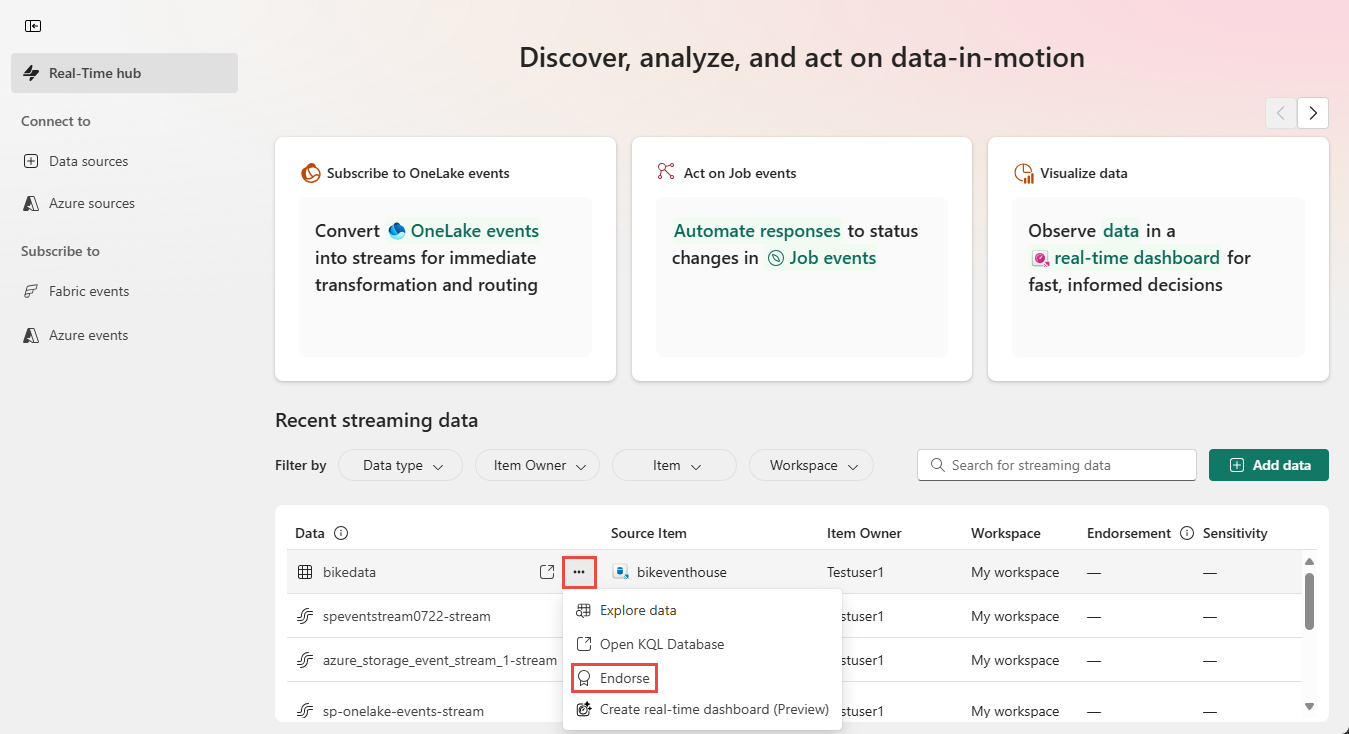 Discover, analyze, and act on data-in-motion
Real-Time hub
Connect to
Data sources
Azure sources
Subscribe to
Fabric events
Azure events
Subscribe to OneLake events
Convert OneLake events
into streams for immediate
transformation and routing
Act on Job events
Automate responses to status
changes in Job events
Visualize data
Observe data in a
real-time dashboard for
fast, informed decisions
Recent streaming data
Filter by Data type Item Owner Item Workspace Search for streaming data Add data
Data Source Item Item Owner Workspace Endorsement Sensitivity
bikedata bikeventhouse Testuser1 My workspace — —
speventstream0722-stream stuser1 My workspace — —
azure_storage_event_stream_1-stream stuser1 My workspace — —
sp-onelake-events-stream stuser1 My workspace — —
Explore data
Open KQL Database
Endorse
Create real-time dashboard (Preview)